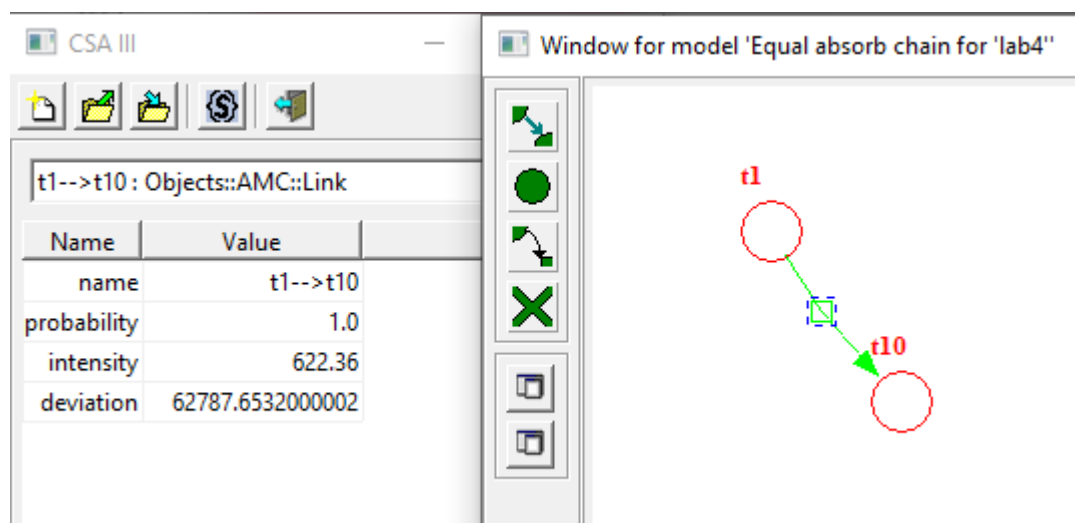 CSA III
t1-->t10 : Objects::AMC::Link
Name Value
name t1-->t10
probability 1.0
intensity 622.36
deviation 62787.6532000002
Window for model 'Equal absorb chain for 'lab4''
t1
t10